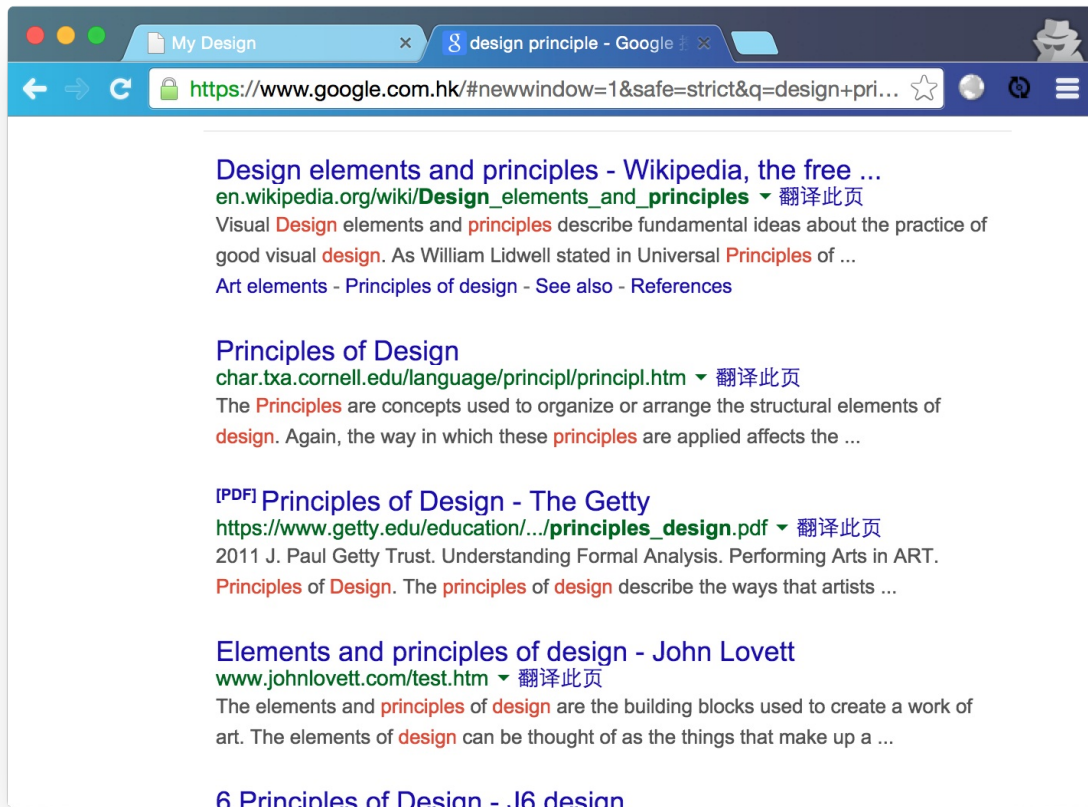 My Design
design principle - Google
https://www.google.com.hk/#newwindow=1&safe=strict&q=design+pri...
Design elements and principles - Wikipedia, the free ...
en.wikipedia.org/wiki/Design_elements_and_principles 翻译此页
Visual Design elements and principles describe fundamental ideas about the practice of
good visual design. As William Lidwell stated in Universal Principles of ...
Art elements - Principles of design - See also - References
Principles of Design
char.txa.cornell.edu/language/principl/principl.htm 翻译此页
The Principles are concepts used to organize or arrange the structural elements of
design. Again, the way in which these principles are applied affects the ...
[PDF] Principles of Design - The Getty
https://www.getty.edu/education/.../principles_design.pdf 翻译此页
2011 J. Paul Getty Trust. Understanding Formal Analysis. Performing Arts in ART.
Principles of Design. The principles of design describe the ways that artists ...
Elements and principles of design - John Lovett
www.johnlovett.com/test.htm 翻译此页
The elements and principles of design are the building blocks used to create a work of
art. The elements of design can be thought of as the things that make up a ...
6 Principles of Design - J6 design